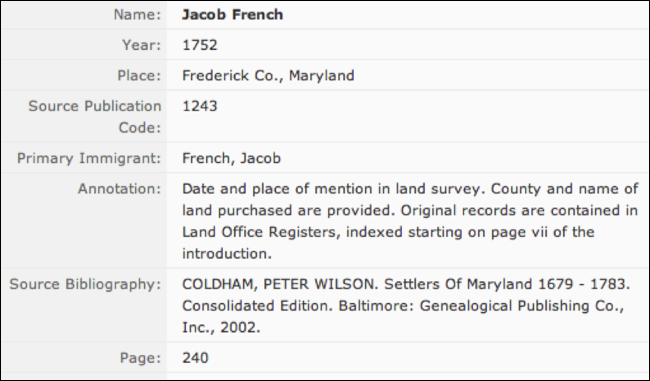 Name: Jacob French
Year: 1752
Place: Frederick Co., Maryland
Source Publication Code: 1243
Primary Immigrant: French, Jacob
Annotation: Date and place of mention in land survey. County and name of
land purchased are provided. Original records are contained in
Land Office Registers, indexed starting on page vii of the
introduction.
Source Bibliography: COLDHAM, PETER WILSON. Settlers Of Maryland 1679 - 1783.
Consolidated Edition. Baltimore: Genealogical Publishing Co.,
Inc., 2002.
Page: 240